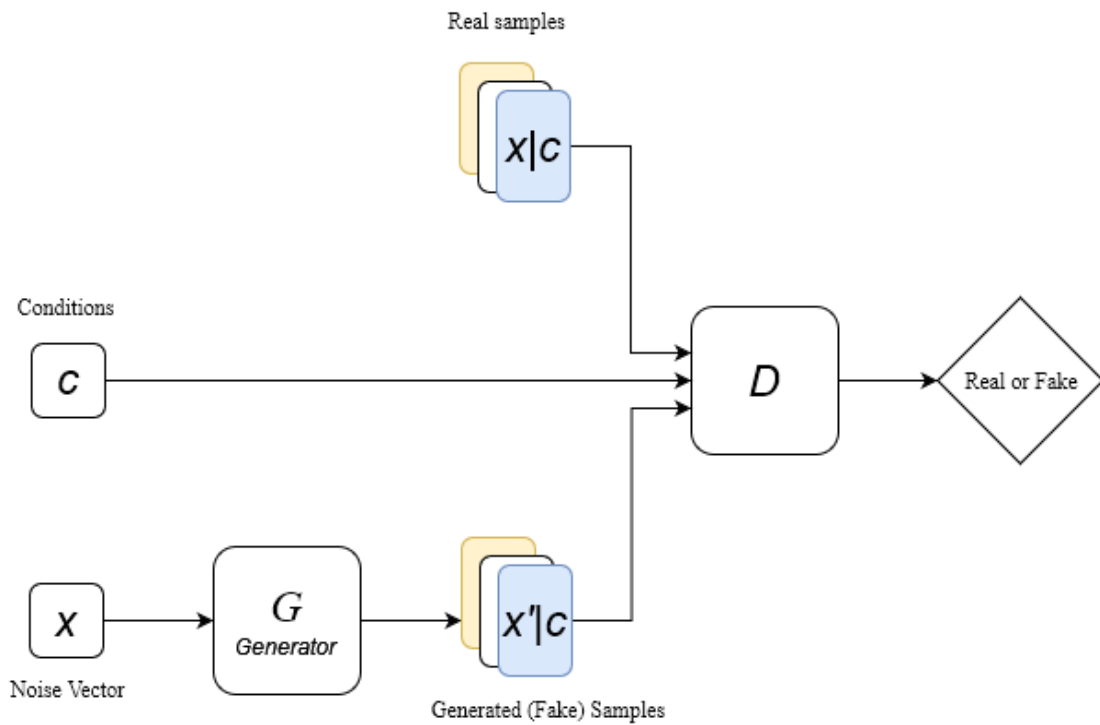 Real samples
x|c
Conditions
c
D
Real or Fake
x
G
Generator
x'|c
Noise Vector
Generated (Fake) Samples